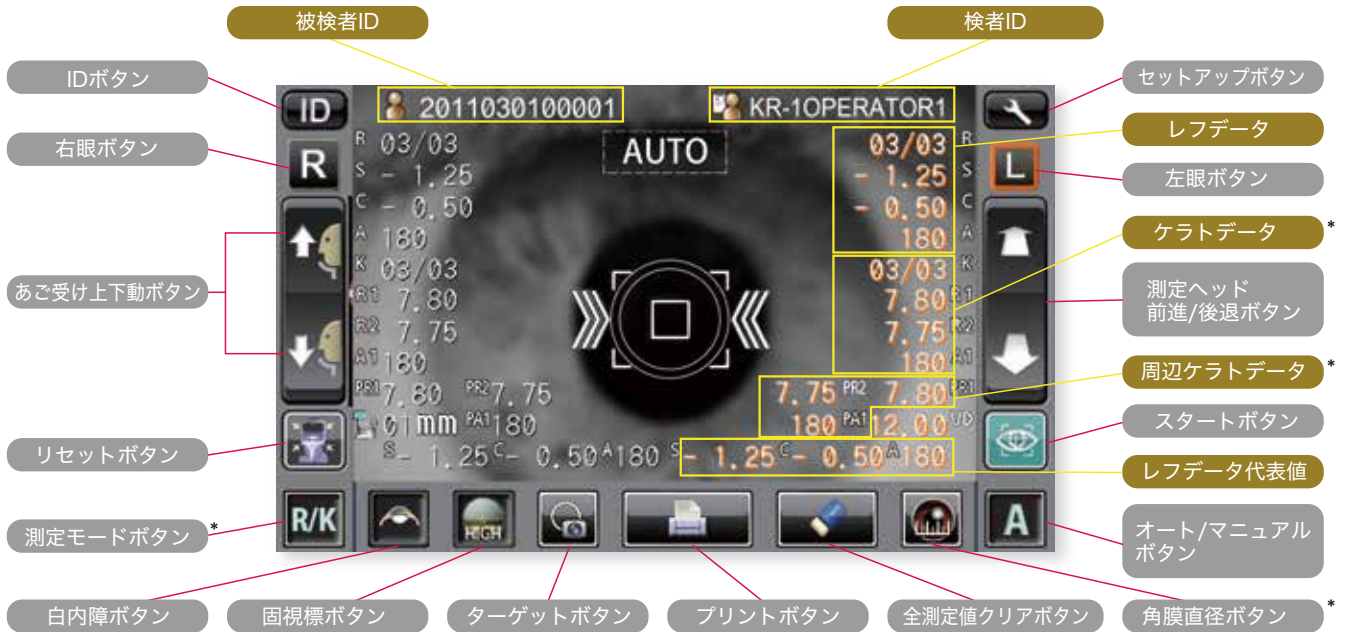 被検者ID
検者ID
IDボタン
セットアップボタン
ID
2011030100001
KR-1OPERATOR1
レフデータ
右眼ボタン
R
R 03/03
AUTO
03/03 R
L
左眼ボタン
S - 1.25
- 1.25 S
C - 0.50
- 0.50 C
ケラトデータ *
A 180
180 A
K 03/03
03/03 K
あご受け上下動ボタン
R1 7.80
7.80 R1
測定ヘッド
前進/後退ボタン
R2 7.75
7.75 R2
A1 180
180 A1
周辺ケラトデータ *
PR1 7.80 PR2 7.75
7.75 PR2 7.80 PR1
01mm PA1 180
180 PA1 12.00 VD
スタートボタン
リセットボタン
S- 1.25 C- 0.50 A180
S- 1.25 C- 0.50 A180
レフデータ代表値
測定モードボタン *
R/K
HIGH
A
オート/マニュアル
ボタン
白内障ボタン
固視標ボタン
ターゲットボタン
プリントボタン
全測定値クリアボタン
角膜直径ボタン *